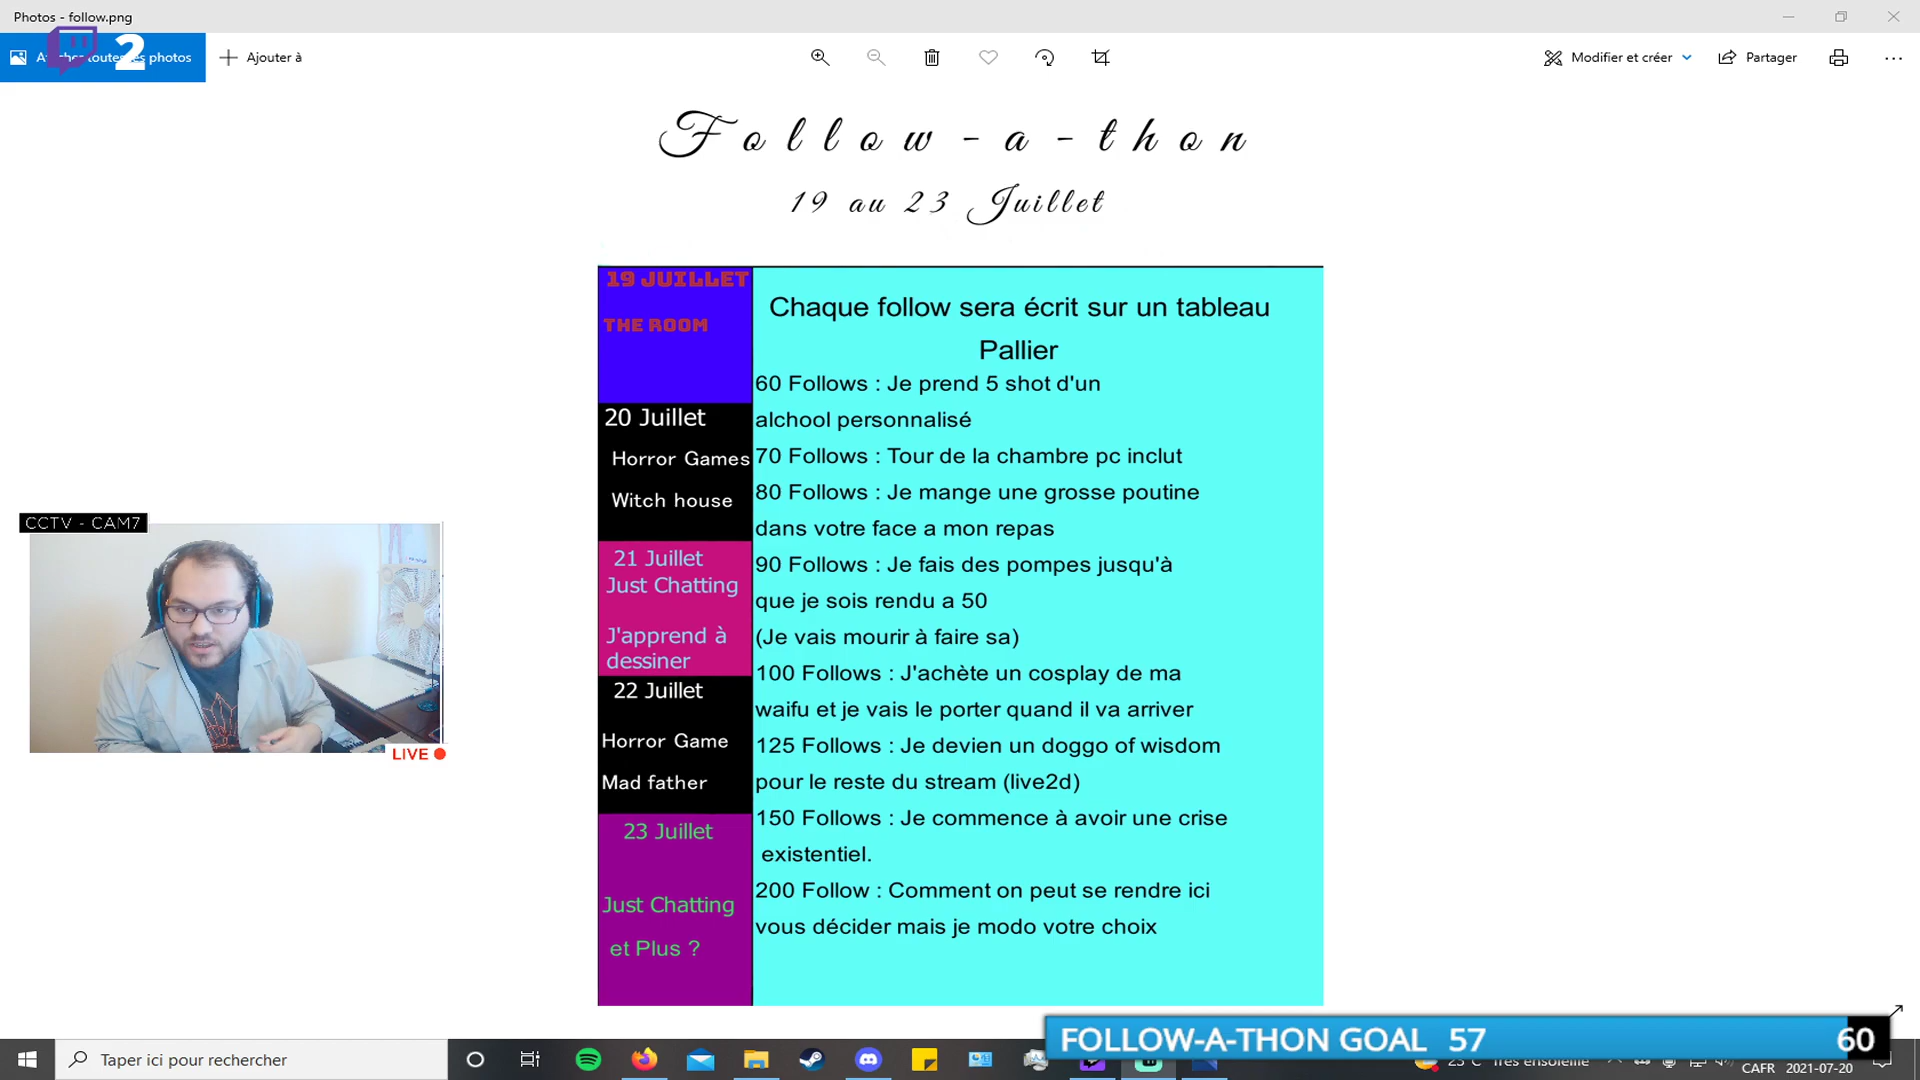 Photos - follow.png
2
Afficher toutes les photos
Ajouter à
Modifier et créer
Partager
Follow-a-thon
19 au 23 Juillet
19 JUILLET
THE ROOM
20 Juillet
Horror Games
Witch house
21 Juillet
Just Chatting
J'apprend à
dessiner
22 Juillet
Horror Game
Mad father
23 Juillet
Just Chatting
et Plus ?
Chaque follow sera écrit sur un tableau
Pallier
60 Follows : Je prend 5 shot d'un
alchool personnalisé
70 Follows : Tour de la chambre pc inclut
80 Follows : Je mange une grosse poutine
dans votre face a mon repas
90 Follows : Je fais des pompes jusqu'à
que je sois rendu a 50
(Je vais mourir à faire sa)
100 Follows : J'achète un cosplay de ma
waifu et je vais le porter quand il va arriver
125 Follows : Je devien un doggo of wisdom
pour le reste du stream (live2d)
150 Follows : Je commence à avoir une crise
existentiel.
200 Follow : Comment on peut se rendre ici
vous décider mais je modo votre choix
CCTV - CAM7
LIVE
FOLLOW-A-THON GOAL 57 60
Taper ici pour rechercher
23°C Très ensoleillé
CAFR 2021-07-20